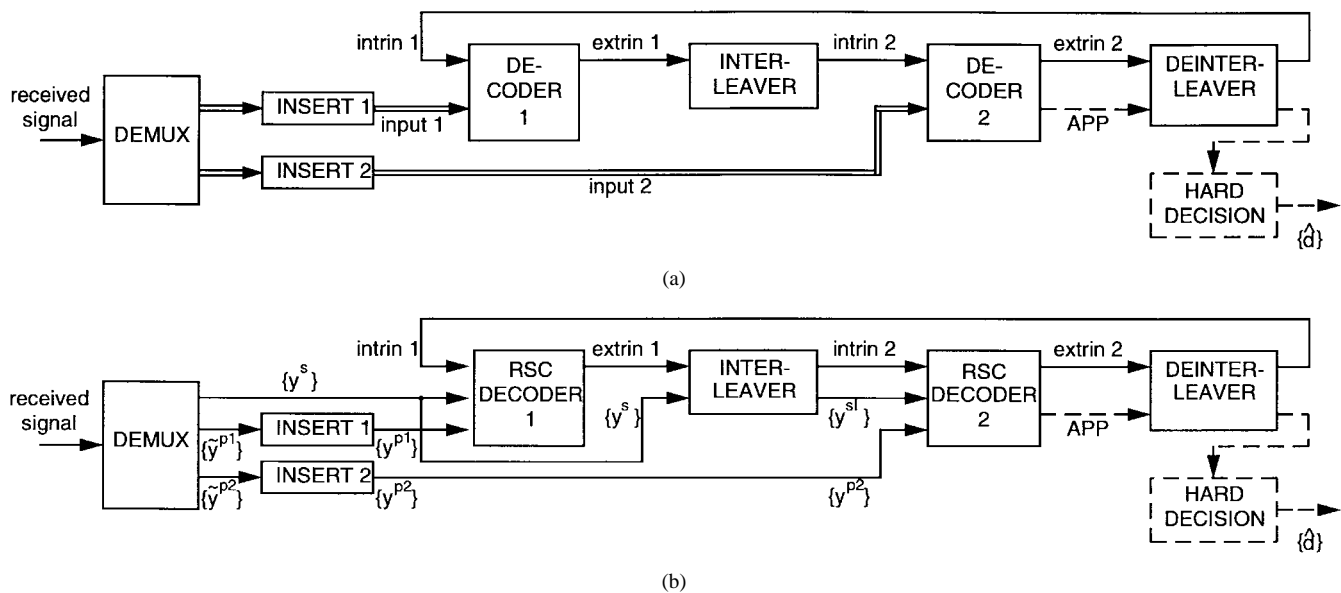 intrin 1
extrin 1
intrin 2
extrin 2
received
signal
DEMUX
INSERT 1
input 1
DE-
CODER
1
INTER-
LEAVER
DE-
CODER
2
APP
DEINTER-
LEAVER
INSERT 2
input 2
HARD
DECISION
{d̂}
(a)
intrin 1
extrin 1
intrin 2
extrin 2
received
signal
DEMUX
{y^s}
{ỹ^p1}
INSERT 1
{y^p1}
{ỹ^p2}
INSERT 2
{y^p2}
RSC
DECODER
1
{y^s}
INTER-
LEAVER
{y^sI}
{y^p2}
RSC
DECODER
2
APP
DEINTER-
LEAVER
HARD
DECISION
{d̂}
(b)